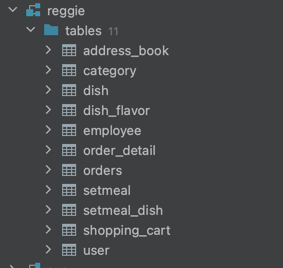 reggie
tables 11
address_book
category
dish
dish_flavor
employee
order_detail
orders
setmeal
setmeal_dish
shopping_cart
user